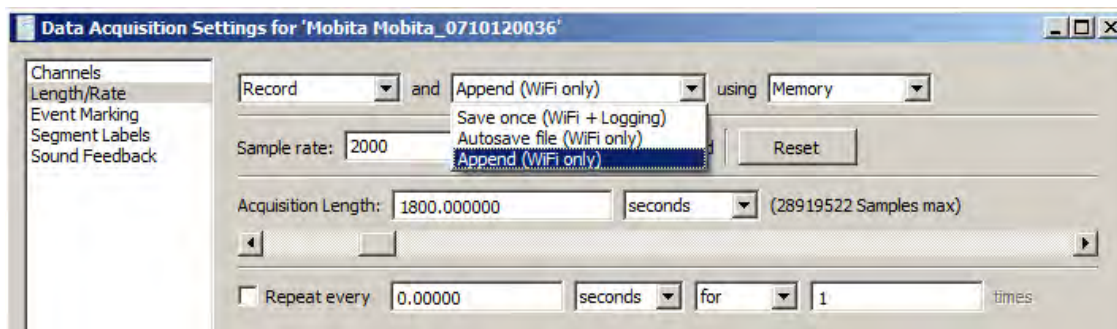 Data Acquisition Settings for 'Mobita Mobita_0710120036'
Channels
Length/Rate
Event Marking
Segment Labels
Sound Feedback
Record and Append (WiFi only) using Memory
Save once (WiFi + Logging)
Autosave file (WiFi only)
Append (WiFi only)
Sample rate: 2000 Reset
Acquisition Length: 1800.000000 seconds (28919522 Samples max)
Repeat every 0.00000 seconds for 1 times